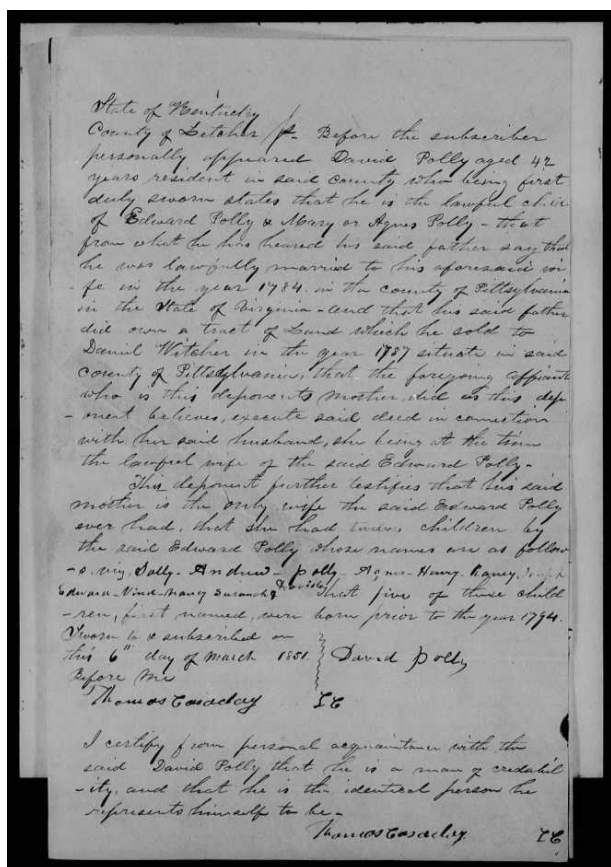 State of Kentucky
County of Letcher Before the subscriber
personally appeared David Polly aged 42
years resident in said County who being first
duly sworn states that he is the lawful child
of Edward Polly & Mary or Agnes Polly - that
from what he has heared his said father say that
he was lawfully married to his aforesaid wi-
-fe in the year 1784. in the county of Pittsylvania
in the State of Virginia - and that his said father
did own a tract of Land which he sold to
Daniel Witcher in the year 1787 situate in said
county of Pittsylvania, that the foregoing affiant
who is this deponents mother, did as this dep
-onent believes, execute said deed in connection
with her said husband, she being at the time
the lawful wife of the said Edward Polly -
This deponent further testifies that his said
mother is the only wife the said Edward Polly
ever had, that she had children by
the said Edward Polly whose names are as follow
-s. viz, Sally - Andrew - Polly - Agnes - Henry.
Edward - Nancy & David That five of these child
-ren, first named, were born prior to the year 1794.
Sworn to & subscribed on
this 6th day of March 1851. David Polly
Before me
Thomas Casaday
I certify from personal acquaintance with the
said David Polly that he is a man of credabil
-ity, and that he is the identical person he
represents himself to be -
Thomas Casaday.